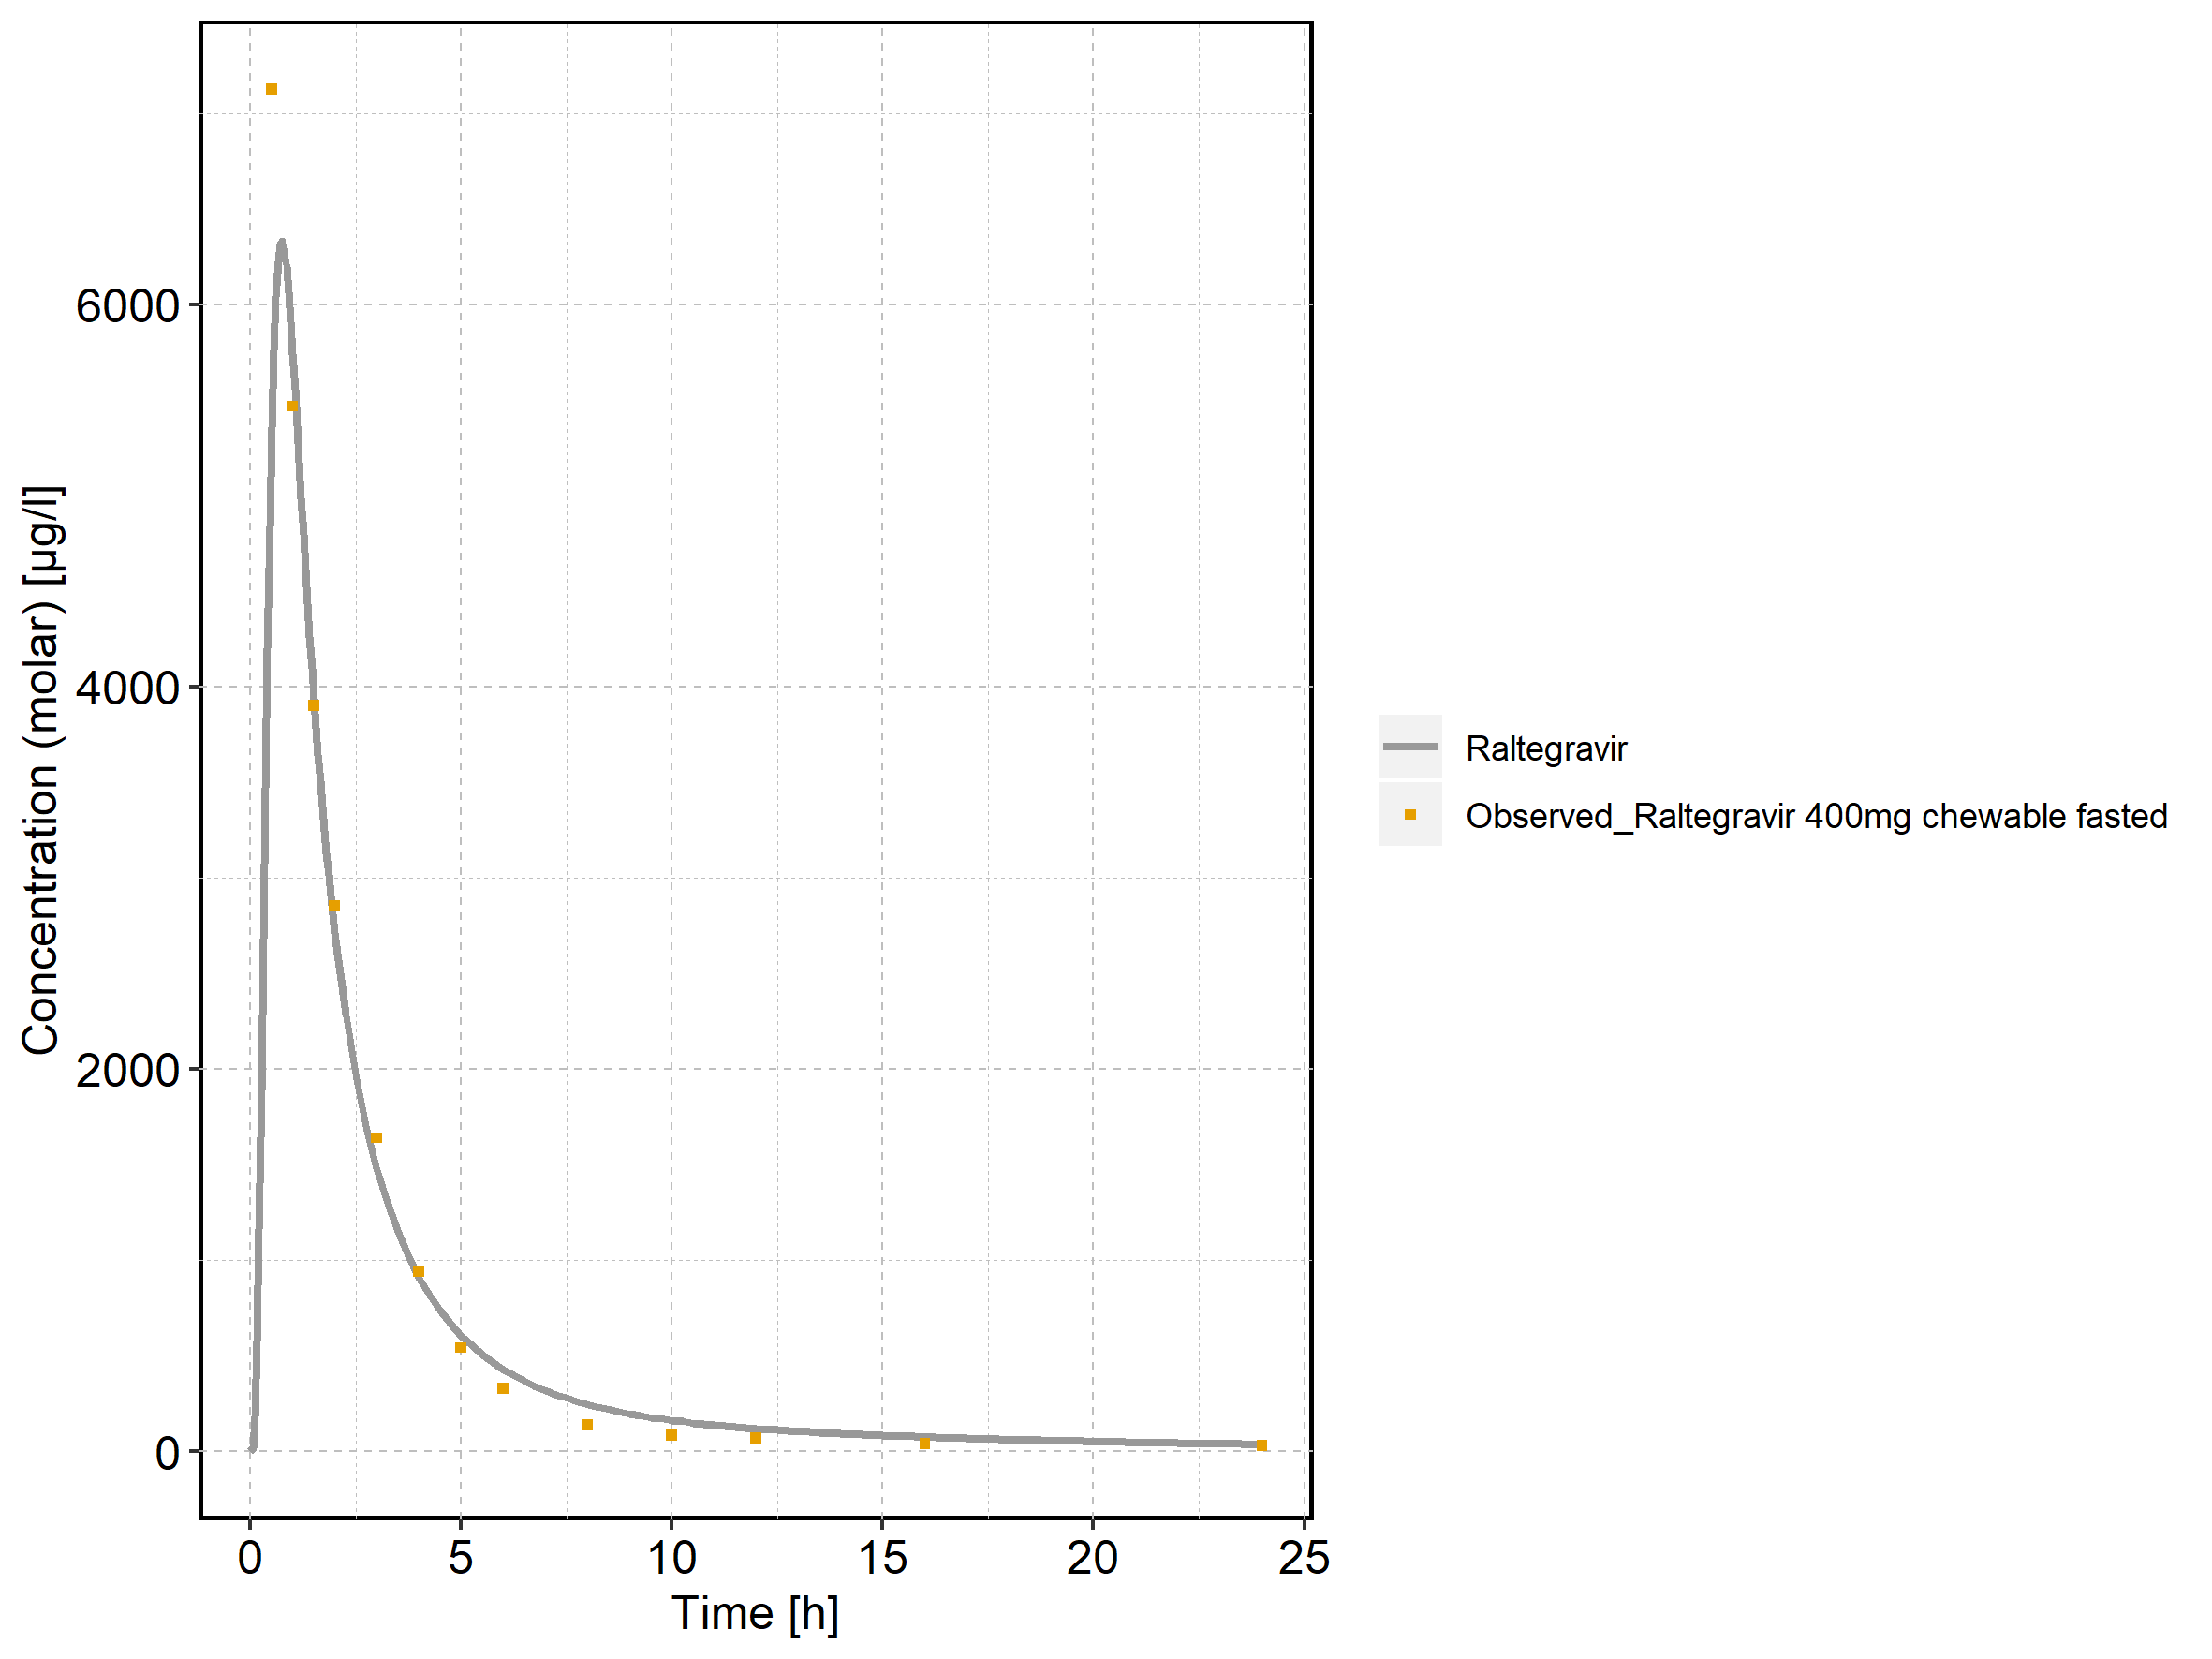 Concentration (molar) [µg/l]
6000
4000
2000
0
0 5 10 15 20 25
Time [h]
Raltegravir
Observed_Raltegravir 400mg chewable fasted